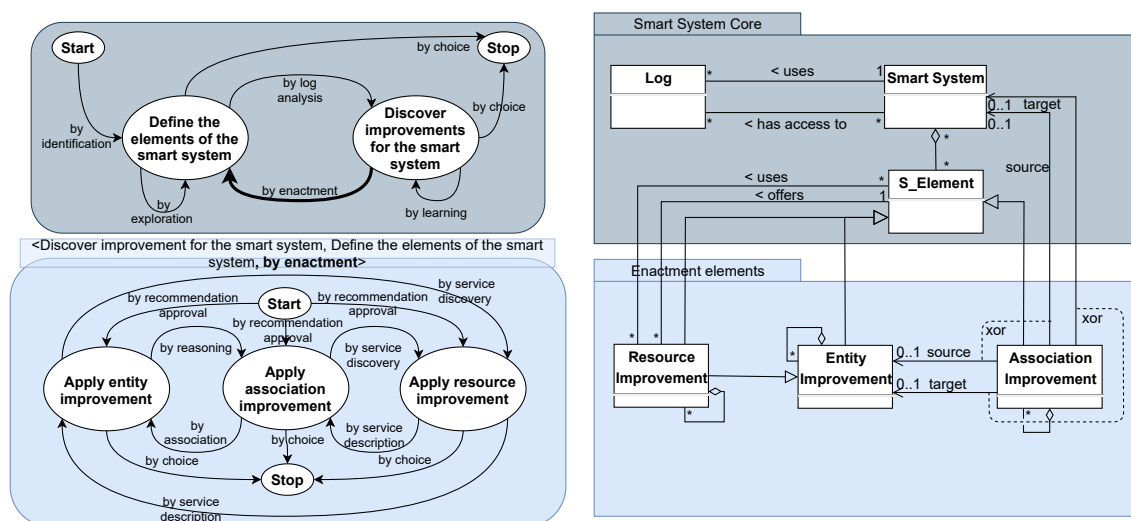 Start
Stop
by choice
by log
analysis
by choice
Define the
elements of the
smart system
Discover
improvements
for the smart
system
by
identification
by enactment
by
exploration
by learning
<Discover improvement for the smart system, Define the elements of the smart
system, by enactment>
by service
discovery
by recommendation
approval
Start
by recommendation
approval
by recommendation
approval
by reasoning
by service
discovery
Apply entity
improvement
Apply
association
improvement
Apply resource
improvement
by
association
by service
description
by choice
by choice
by choice
Stop
by service
description
Smart System Core
Log
* < uses 1
Smart System
* < has access to *
0..1 target
0..1
*
*
source
S_Element
< uses *
< offers 1
Enactment elements
* *
xor
xor
Resource
Improvement
*
*
Entity
Improvement
0..1 source
0..1 target
Association
Improvement
*